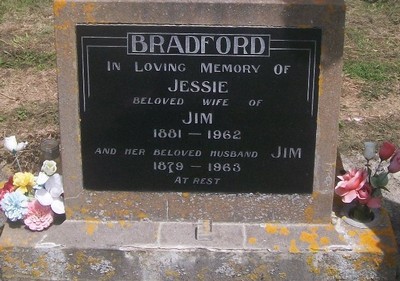 BRADFORD
IN LOVING MEMORY OF
JESSIE
BELOVED WIFE OF
JIM
1881 - 1962
AND HER BELOVED HUSBAND JIM
1879 - 1963
AT REST